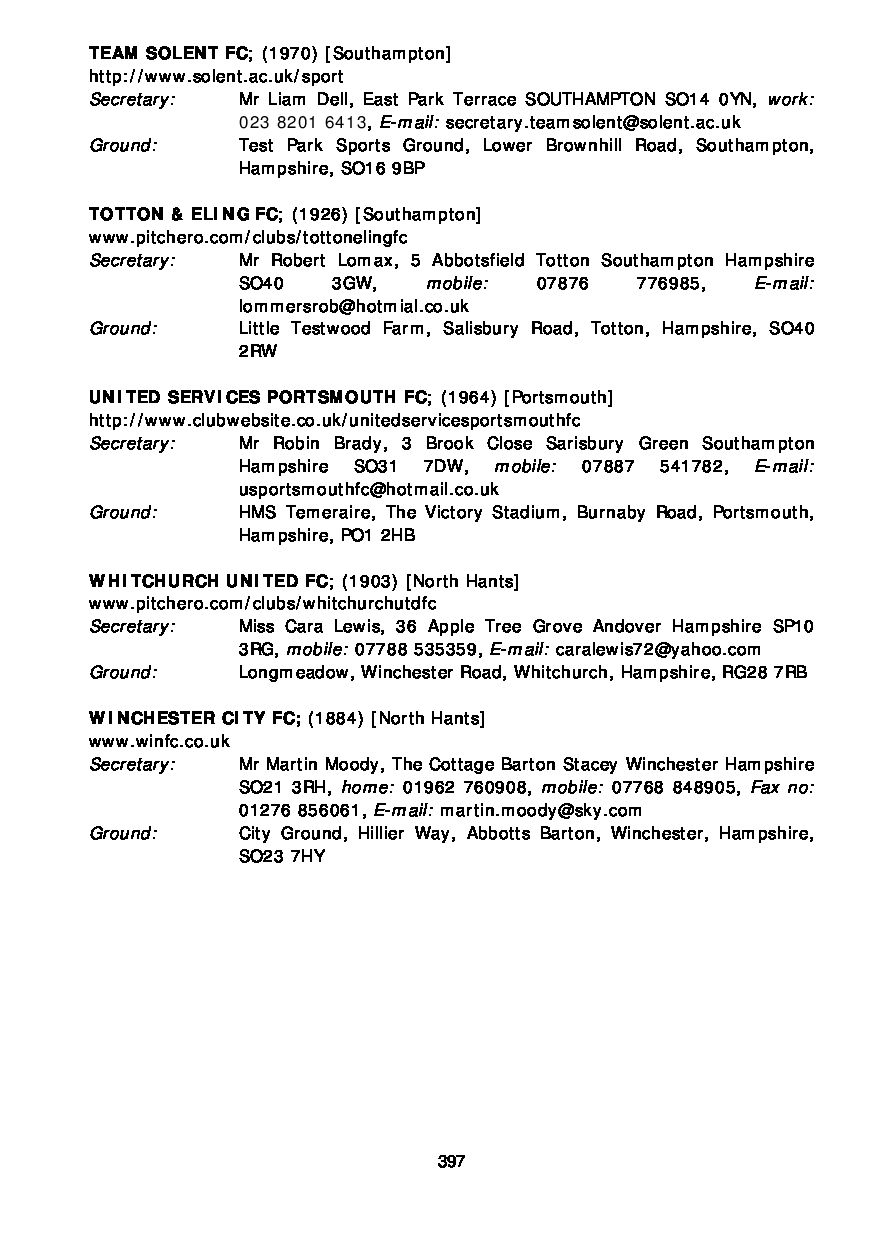 TEAM SOLENT FC; (1970) [Southampton]
http://www.solent.ac.uk/sport
Secretary: Mr Liam Dell, East Park Terrace SOUTHAMPTON SO14 0YN, work:
023 8201 6413, E-mail: secretary.teamsolent@solent.ac.uk
Ground: Test Park Sports Ground, Lower Brownhill Road, Southampton,
Hampshire, SO16 9BP
TOTTON & ELING FC; (1926) [Southampton]
www.pitchero.com/clubs/tottonelingfc
Secretary: Mr Robert Lomax, 5 Abbotsfield Totton Southampton Hampshire
SO40 3GW, mobile: 07876 776985, E-mail:
lommersrob@hotmial.co.uk
Ground: Little Testwood Farm, Salisbury Road, Totton, Hampshire, SO40
2RW
UNITED SERVICES PORTSMOUTH FC; (1964) [Portsmouth]
http://www.clubwebsite.co.uk/unitedservicesportsmouthfc
Secretary: Mr Robin Brady, 3 Brook Close Sarisbury Green Southampton
Hampshire SO31 7DW, mobile: 07887 541782, E-mail:
usportsmouthfc@hotmail.co.uk
Ground: HMS Temeraire, The Victory Stadium, Burnaby Road, Portsmouth,
Hampshire, PO1 2HB
WHITCHURCH UNITED FC; (1903) [North Hants]
www.pitchero.com/clubs/whitchurchutdfc
Secretary: Miss Cara Lewis, 36 Apple Tree Grove Andover Hampshire SP10
3RG, mobile: 07788 535359, E-mail: caralewis72@yahoo.com
Ground: Longmeadow, Winchester Road, Whitchurch, Hampshire, RG28 7RB
WINCHESTER CITY FC; (1884) [North Hants]
www.winfc.co.uk
Secretary: Mr Martin Moody, The Cottage Barton Stacey Winchester Hampshire
SO21 3RH, home: 01962 760908, mobile: 07768 848905, Fax no:
01276 856061, E-mail: martin.moody@sky.com
Ground: City Ground, Hillier Way, Abbotts Barton, Winchester, Hampshire,
SO23 7HY
397